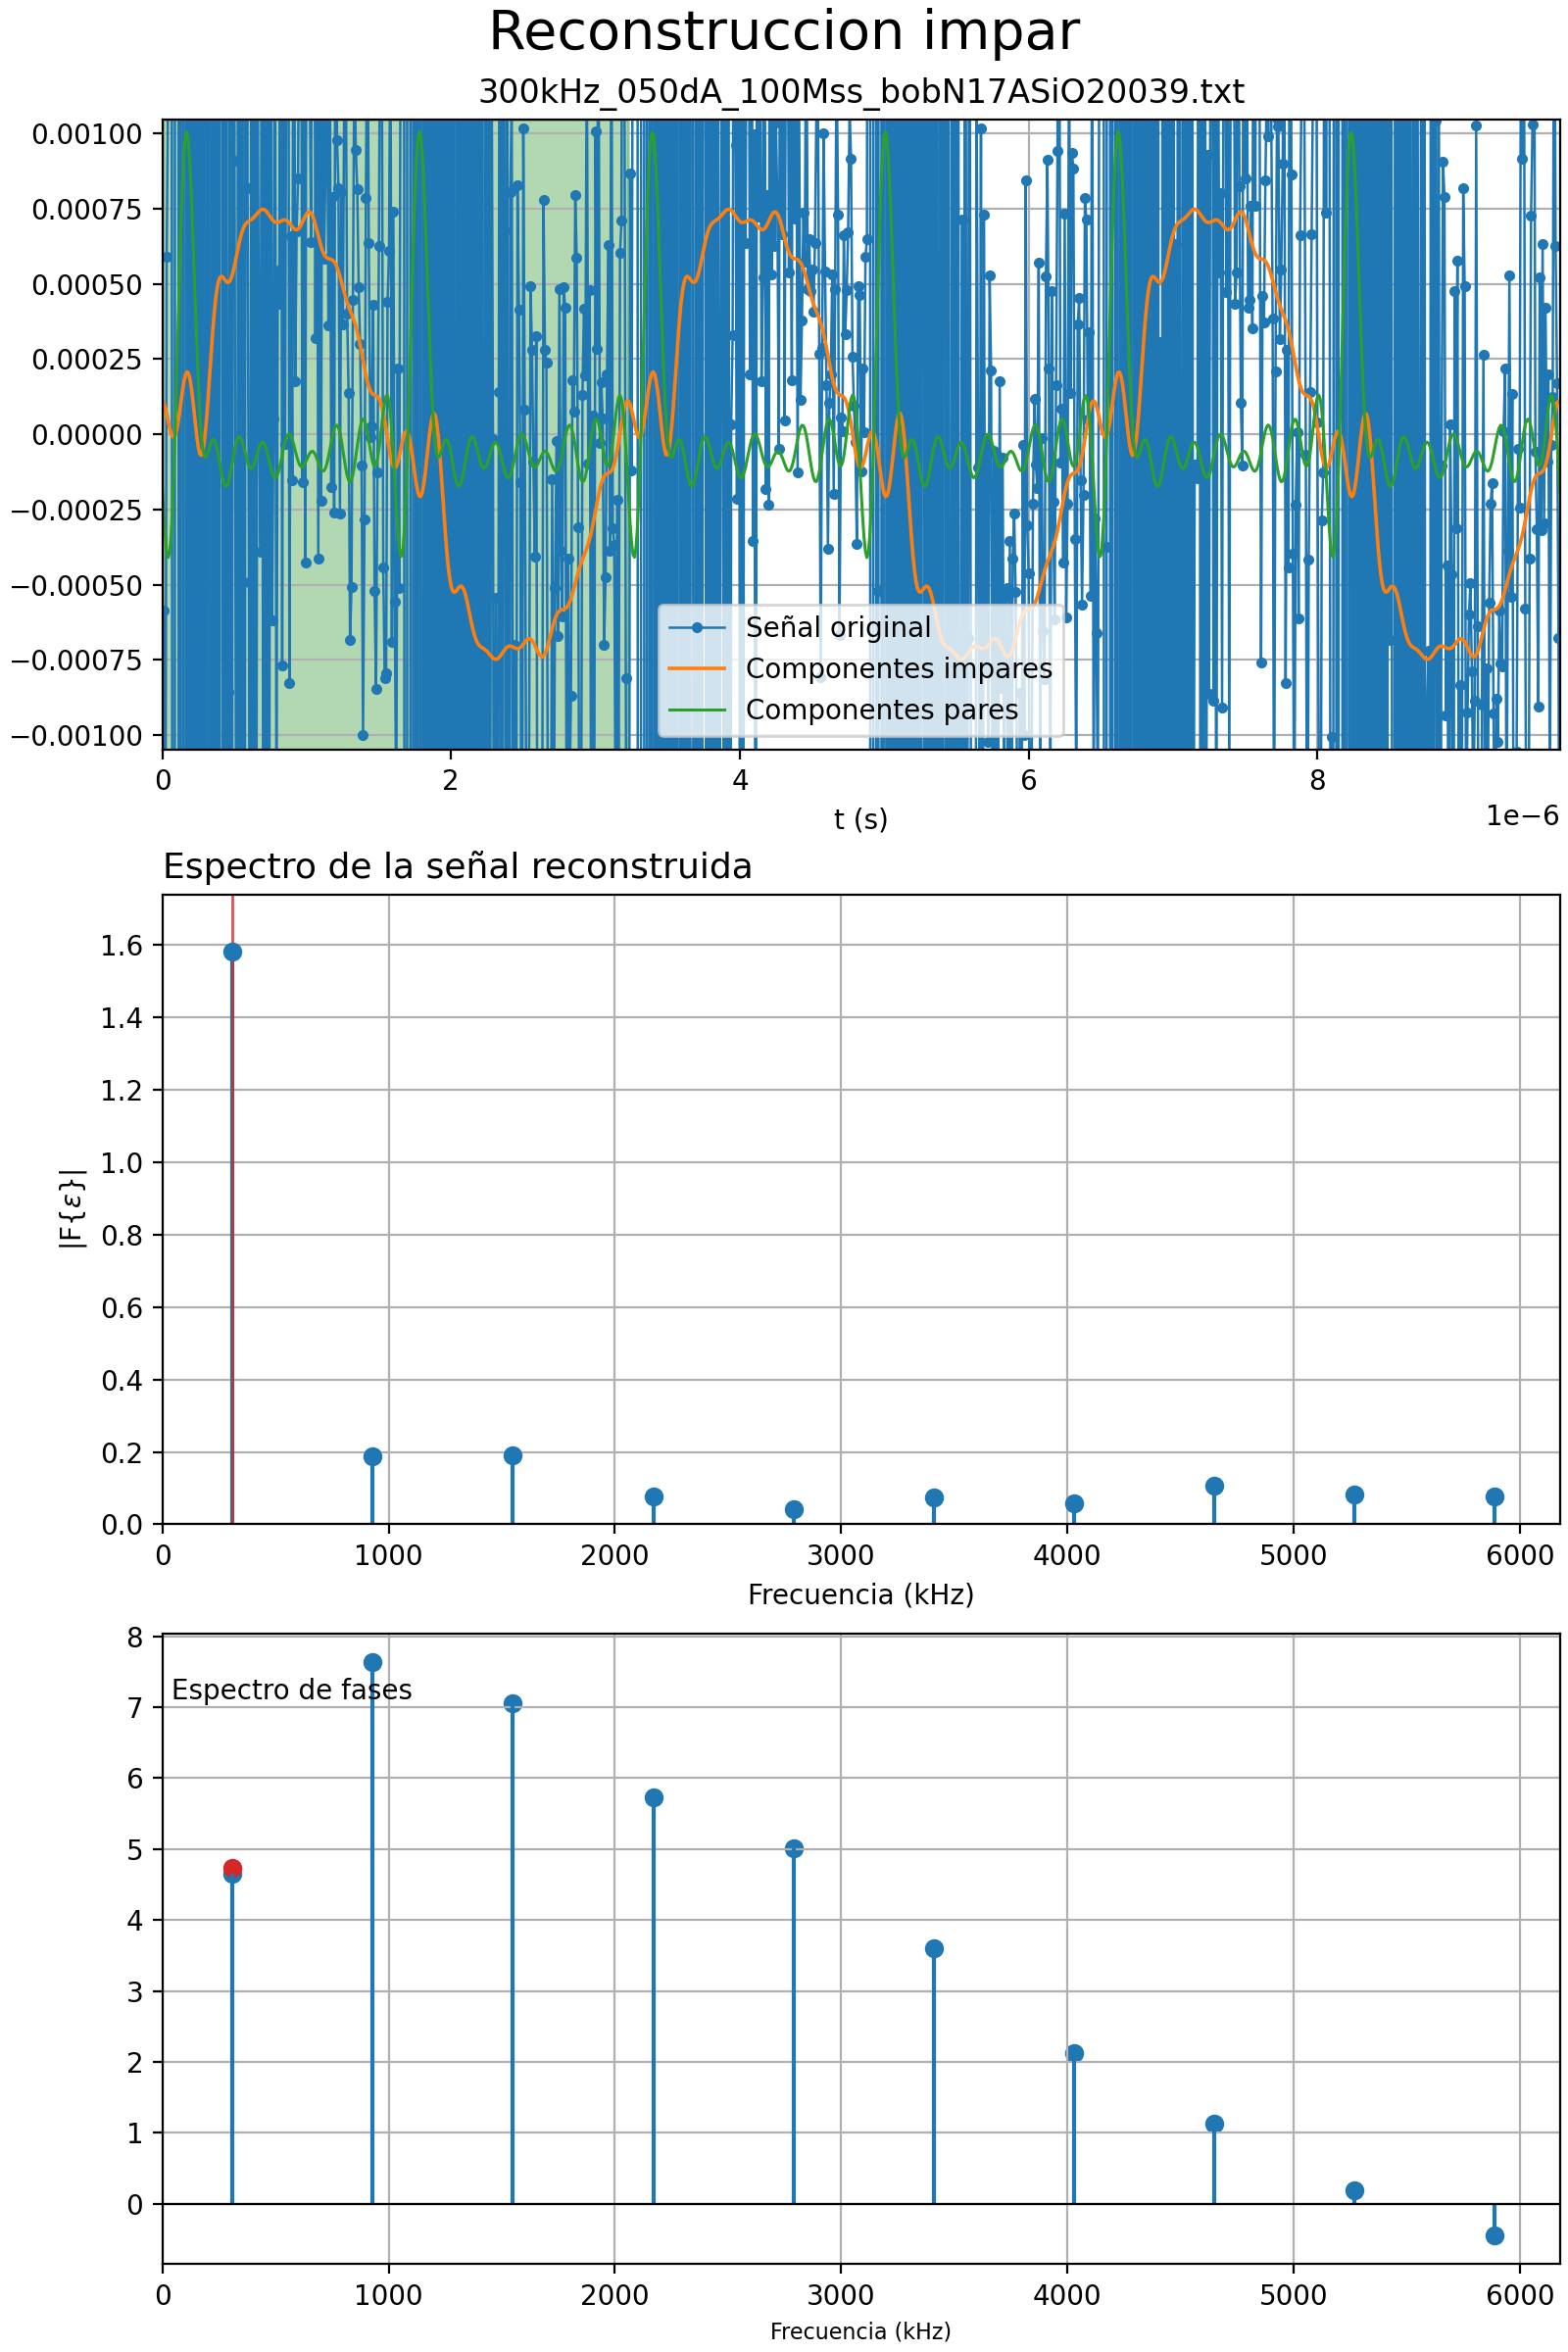 Reconstruccion impar
300kHz_050dA_100Mss_bobN17ASiO20039.txt
0.00100
0.00075
0.00050
0.00025
0.00000
−0.00025
−0.00050
−0.00075
−0.00100
Señal original
Componentes impares
Componentes pares
0 2 4 6 8
1e−6
t (s)
Espectro de la señal reconstruida
1.6
1.4
1.2
1.0
0.8
0.6
0.4
0.2
0.0
|F{ε}|
0 1000 2000 3000 4000 5000 6000
Frecuencia (kHz)
8
Espectro de fases
7
6
5
4
3
2
1
0
0 1000 2000 3000 4000 5000 6000
Frecuencia (kHz)